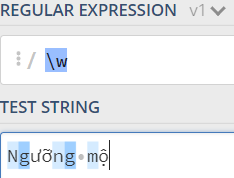 REGULAR EXPRESSION v1
/ \w
TEST STRING
Ngưỡng·mộ